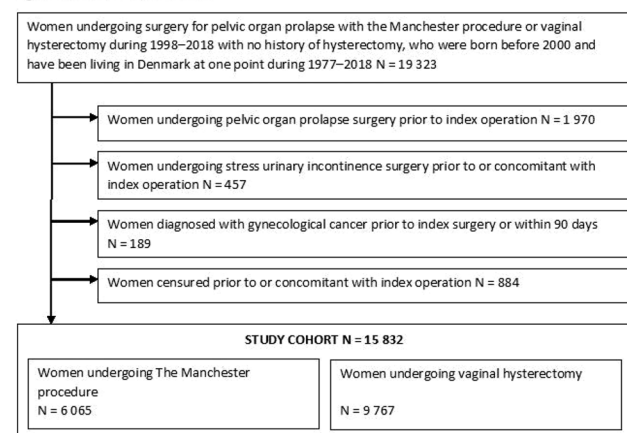 Women undergoing surgery for pelvic organ prolapse with the Manchester procedure or vaginal
hysterectomy during 1998–2018 with no history of hysterectomy, who were born before 2000 and
have been living in Denmark at one point during 1977–2018 N = 19 323
Women undergoing pelvic organ prolapse surgery prior to index operation N = 1 970
Women undergoing stress urinary incontinence surgery prior to or concomitant with
index operation N = 457
Women diagnosed with gynecological cancer prior to index surgery or within 90 days
N = 189
Women censured prior to or concomitant with index operation N = 884
STUDY COHORT N = 15 832
Women undergoing The Manchester
procedure
N = 6 065
Women undergoing vaginal hysterectomy
N = 9 767